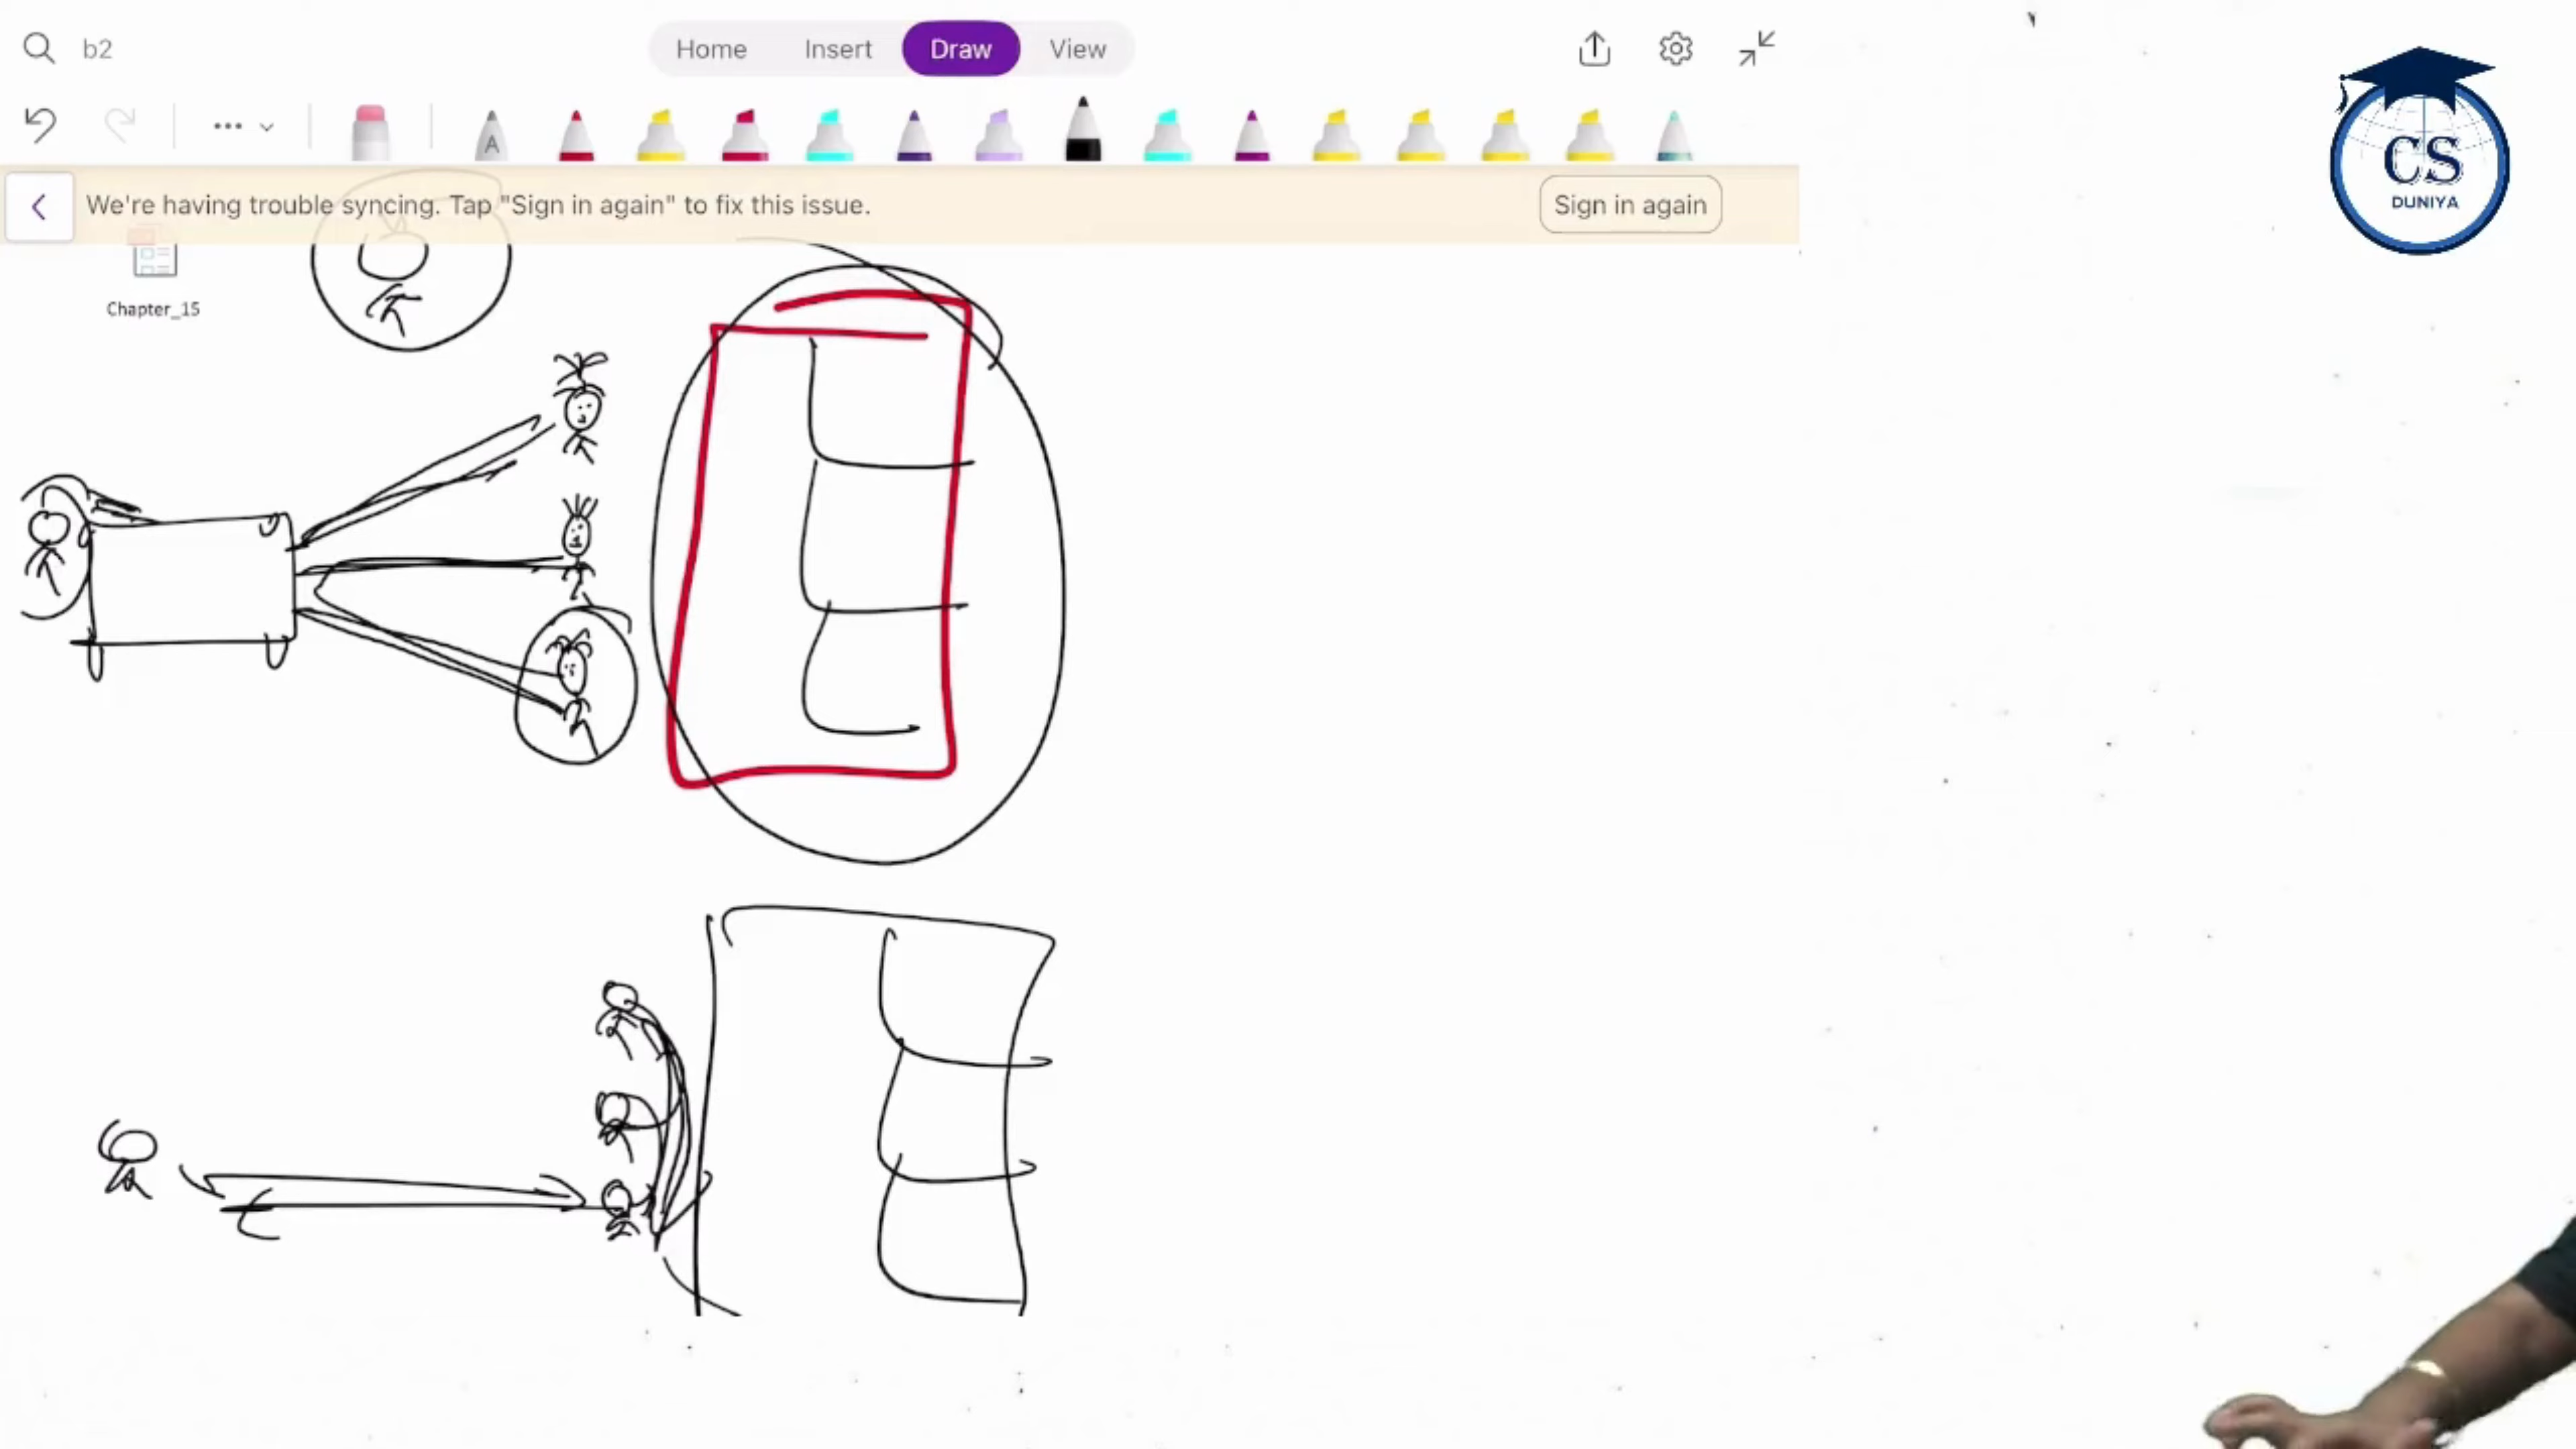 b2
Home Insert Draw View
A
We're having trouble syncing. Tap "Sign in again" to fix this issue.
Sign in again
Chapter_15
CS
DUNIYA